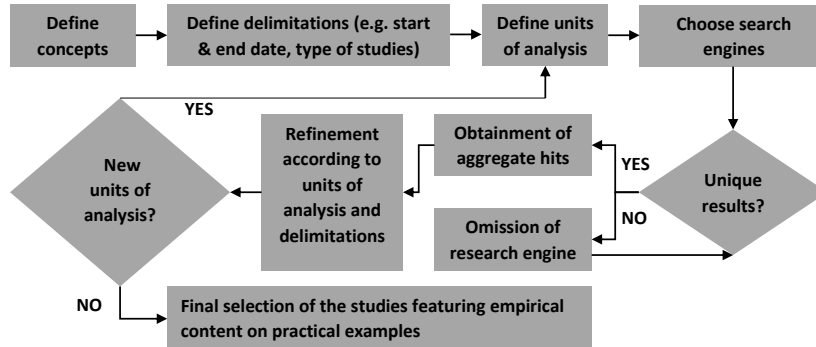 Define
concepts
Define delimitations (e.g. start
& end date, type of studies)
Define units
of analysis
Choose search
engines
YES
New
units of
analysis?
Refinement
according to
units of
analysis and
delimitations
Obtainment of
aggregate hits
YES
NO
Unique
results?
Omission of
research engine
NO
Final selection of the studies featuring empirical
content on practical examples